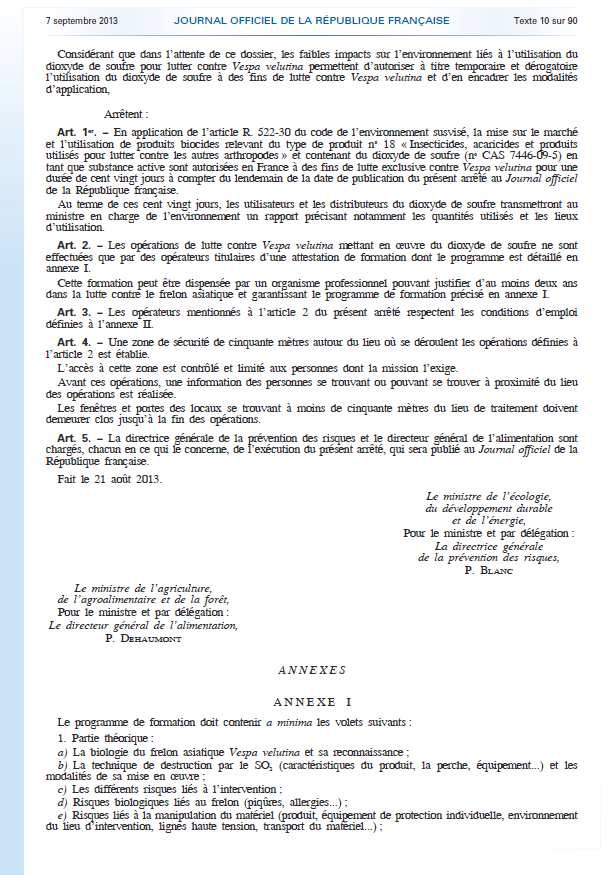 7 septembre 2013
JOURNAL OFFICIEL DE LA RÉPUBLIQUE FRANÇAISE
Texte 10 sur 90
Considérant que dans l'attente de ce dossier, les faibles impacts sur l'environnement liés à l'utilisation du
dioxyde de soufre pour lutter contre Vespa velutina permettent d'autoriser à titre temporaire et dérogatoire
l'utilisation du dioxyde de soufre à des fins de lutte contre Vespa velutina et d'en encadrer les modalités
d'application,
Arrêtent :
Art. 1er. – En application de l'article R. 522-30 du code de l'environnement susvisé, la mise sur le marché
et l'utilisation de produits biocides relevant du type de produit no 18 « Insecticides, acaricides et produits
utilisés pour lutter contre les autres arthropodes » et contenant du dioxyde de soufre (no CAS 7446-09-5) en
tant que substance active sont autorisées en France à des fins de lutte exclusive contre Vespa velutina pour une
durée de cent vingt jours à compter du lendemain de la date de publication du présent arrêté au Journal officiel
de la République française.
Au terme de ces cent vingt jours, les utilisateurs et les distributeurs du dioxyde de soufre transmettront au
ministre en charge de l'environnement un rapport précisant notamment les quantités utilisés et les lieux
d'utilisation.
Art. 2. – Les opérations de lutte contre Vespa velutina mettant en œuvre du dioxyde de soufre ne sont
effectuées que par des opérateurs titulaires d'une attestation de formation dont le programme est détaillé en
annexe I.
Cette formation peut être dispensée par un organisme professionnel pouvant justifier d'au moins deux ans
dans la lutte contre le frelon asiatique et garantissant le programme de formation précisé en annexe I.
Art. 3. – Les opérateurs mentionnés à l'article 2 du présent arrêté respectent les conditions d'emploi
définies à l'annexe II.
Art. 4. – Une zone de sécurité de cinquante mètres autour du lieu où se déroulent les opérations définies à
l'article 2 est établie.
L'accès à cette zone est contrôlé et limité aux personnes dont la mission l'exige.
Avant ces opérations, une information des personnes se trouvant ou pouvant se trouver à proximité du lieu
des opérations est réalisée.
Les fenêtres et portes des locaux se trouvant à moins de cinquante mètres du lieu de traitement doivent
demeurer clos jusqu'à la fin des opérations.
Art. 5. – La directrice générale de la prévention des risques et le directeur général de l'alimentation sont
chargés, chacun en ce qui le concerne, de l'exécution du présent arrêté, qui sera publié au Journal officiel de la
République française.
Fait le 21 août 2013.
Le ministre de l'écologie,
du développement durable
et de l'énergie,
Pour le ministre et par délégation :
La directrice générale
de la prévention des risques,
P. BLANC
Le ministre de l'agriculture,
de l'agroalimentaire et de la forêt,
Pour le ministre et par délégation :
Le directeur général de l'alimentation,
P. DEHAUMONT
ANNEXES
ANNEXE I
Le programme de formation doit contenir a minima les volets suivants :
1. Partie théorique :
a) La biologie du frelon asiatique Vespa velutina et sa reconnaissance ;
b) La technique de destruction par le SO2 (caractéristiques du produit, la perche, équipement...) et les
modalités de sa mise en œuvre ;
c) Les différents risques liés à l'intervention ;
d) Risques biologiques liés au frelon (piqûres, allergies...) ;
e) Risques liés à la manipulation du matériel (produit, équipement de protection individuelle, environnement
du lieu d'intervention, lignes haute tension, transport du matériel...) ;